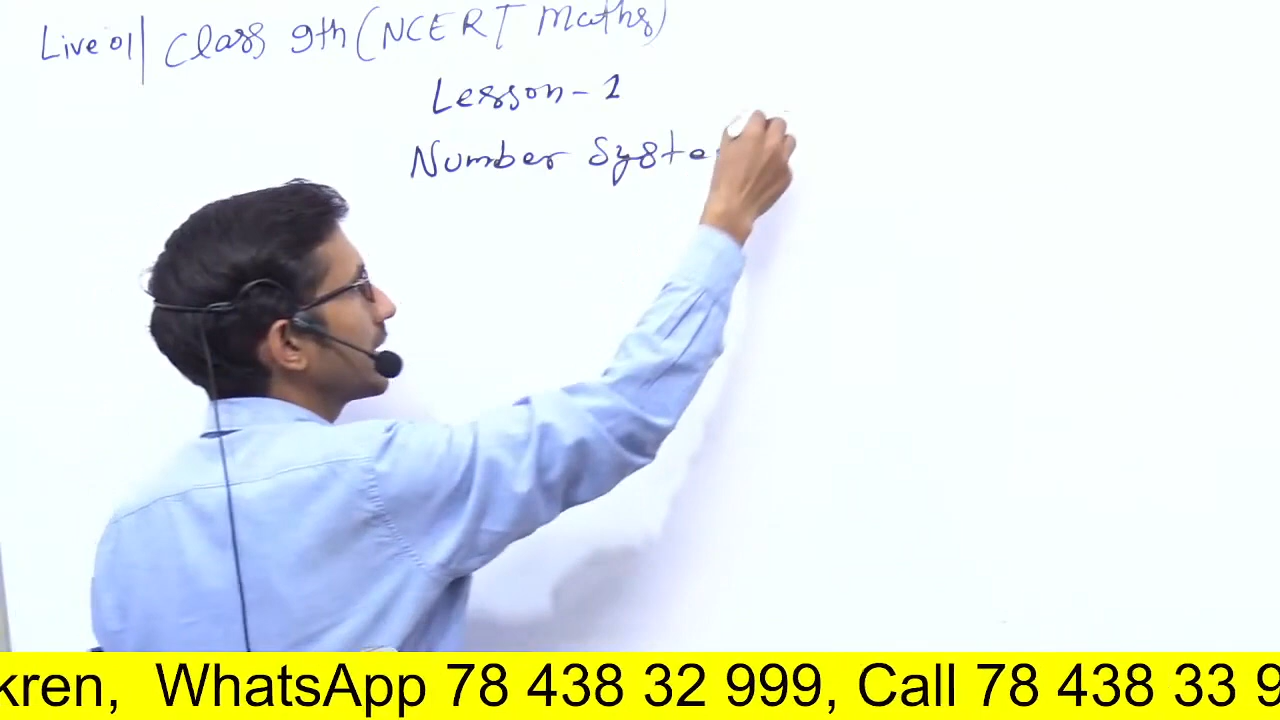 Live 01| Class 9th (NCERT Maths)
Lesson - 1
Number Syste
kren, WhatsApp 78 438 32 999, Call 78 438 33 9